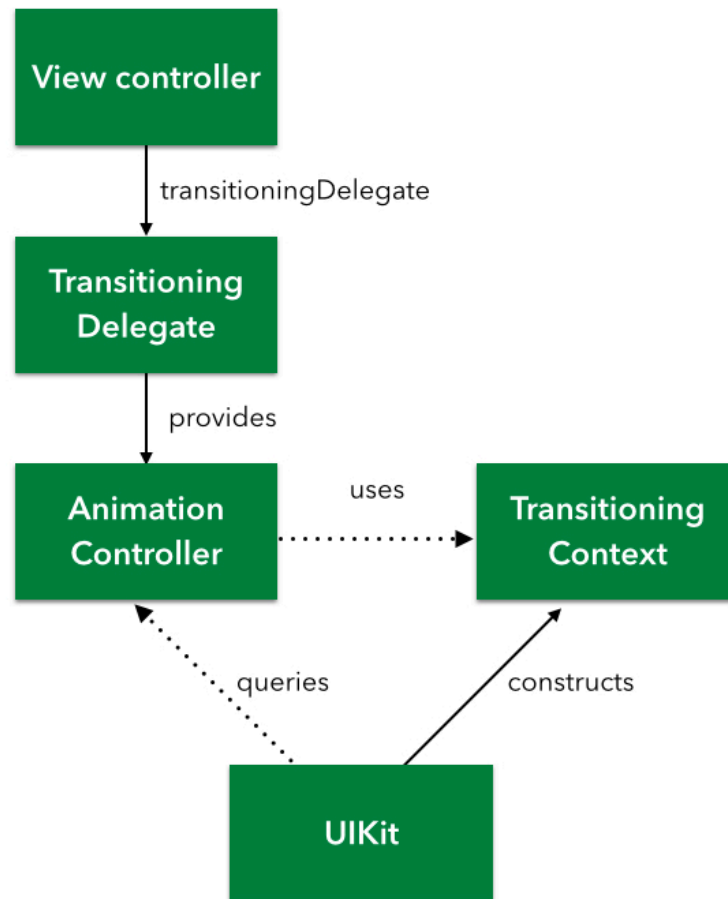 View controller
transitioningDelegate
Transitioning
Delegate
provides
Animation
Controller
uses
Transitioning
Context
queries
constructs
UIKit